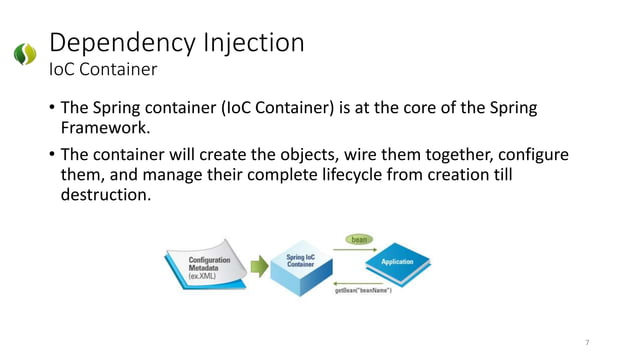 Dependency Injection
IoC Container
• The Spring container (IoC Container) is at the core of the Spring
Framework.
• The container will create the objects, wire them together, configure
them, and manage their complete lifecycle from creation till
destruction.
Configuration
Metadata
(ex.XML)
Spring IoC
Container
bean
Application
getBean("beanName")
7